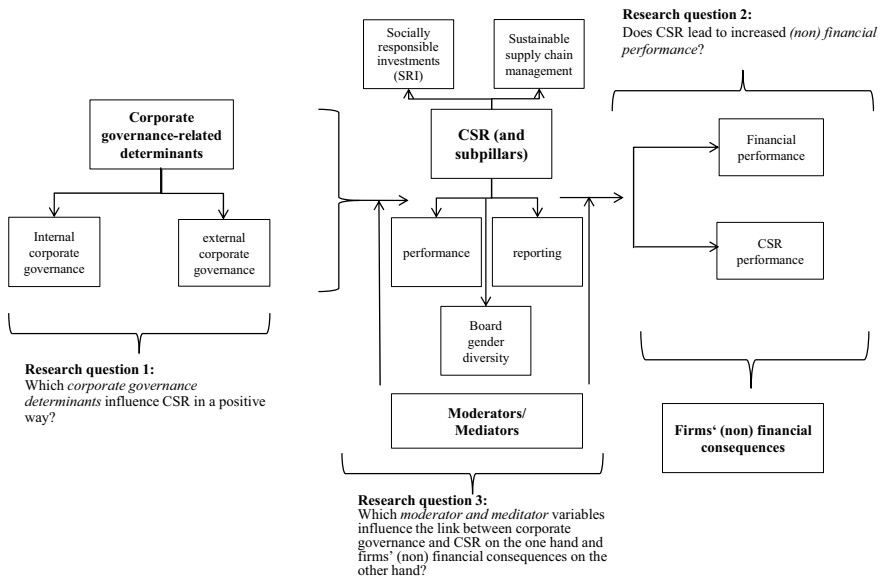 Research question 2:
Does CSR lead to increased (non) financial
performance?
Socially
responsible
investments
(SRI)
Sustainable
supply chain
management
Corporate
governance-related
determinants
CSR (and
subpillars)
Financial
performance
Internal
corporate
governance
external
corporate
governance
performance
reporting
CSR
performance
Board
gender
diversity
Research question 1:
Which corporate governance
determinants influence CSR in a positive
way?
Moderators/
Mediators
Firms‘ (non) financial
consequences
Research question 3:
Which moderator and meditator variables
influence the link between corporate
governance and CSR on the one hand and
firms’ (non) financial consequences on the
other hand?